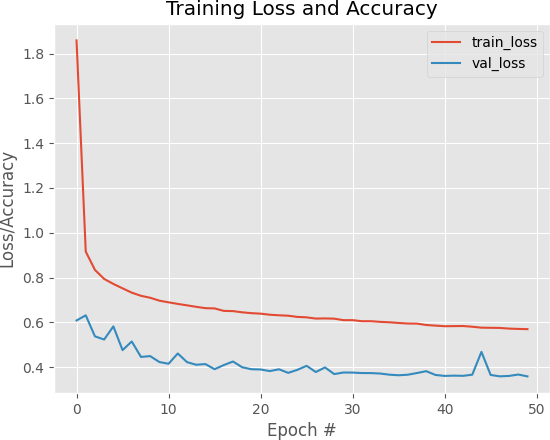 Training Loss and Accuracy
train_loss
val_loss
1.8
1.6
1.4
1.2
1.0
0.8
0.6
0.4
Loss/Accuracy
0 10 20 30 40 50
Epoch #